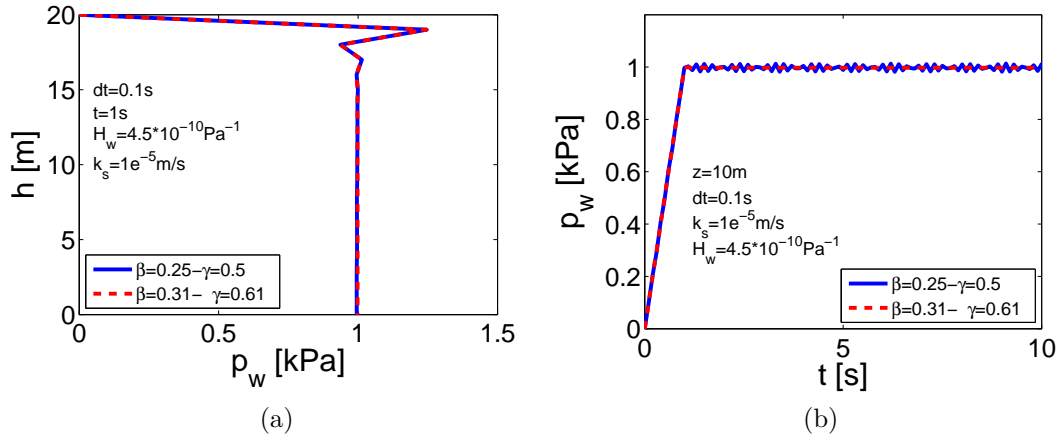 20
15
10
5
0
h [m]
dt=0.1s
t=1s
H_w=4.5*10^{-10}Pa^{-1}
k_s=1e^{-5}m/s
β=0.25−γ=0.5
β=0.31− γ=0.61
0 0.5 1 1.5
p_w [kPa]
(a)
1
0.8
0.6
0.4
0.2
0
p_w [kPa]
z=10m
dt=0.1s
k_s=1e^{-5}m/s
H_w=4.5*10^{-10}Pa^{-1}
β=0.25−γ=0.5
β=0.31− γ=0.61
0 5 10
t [s]
(b)